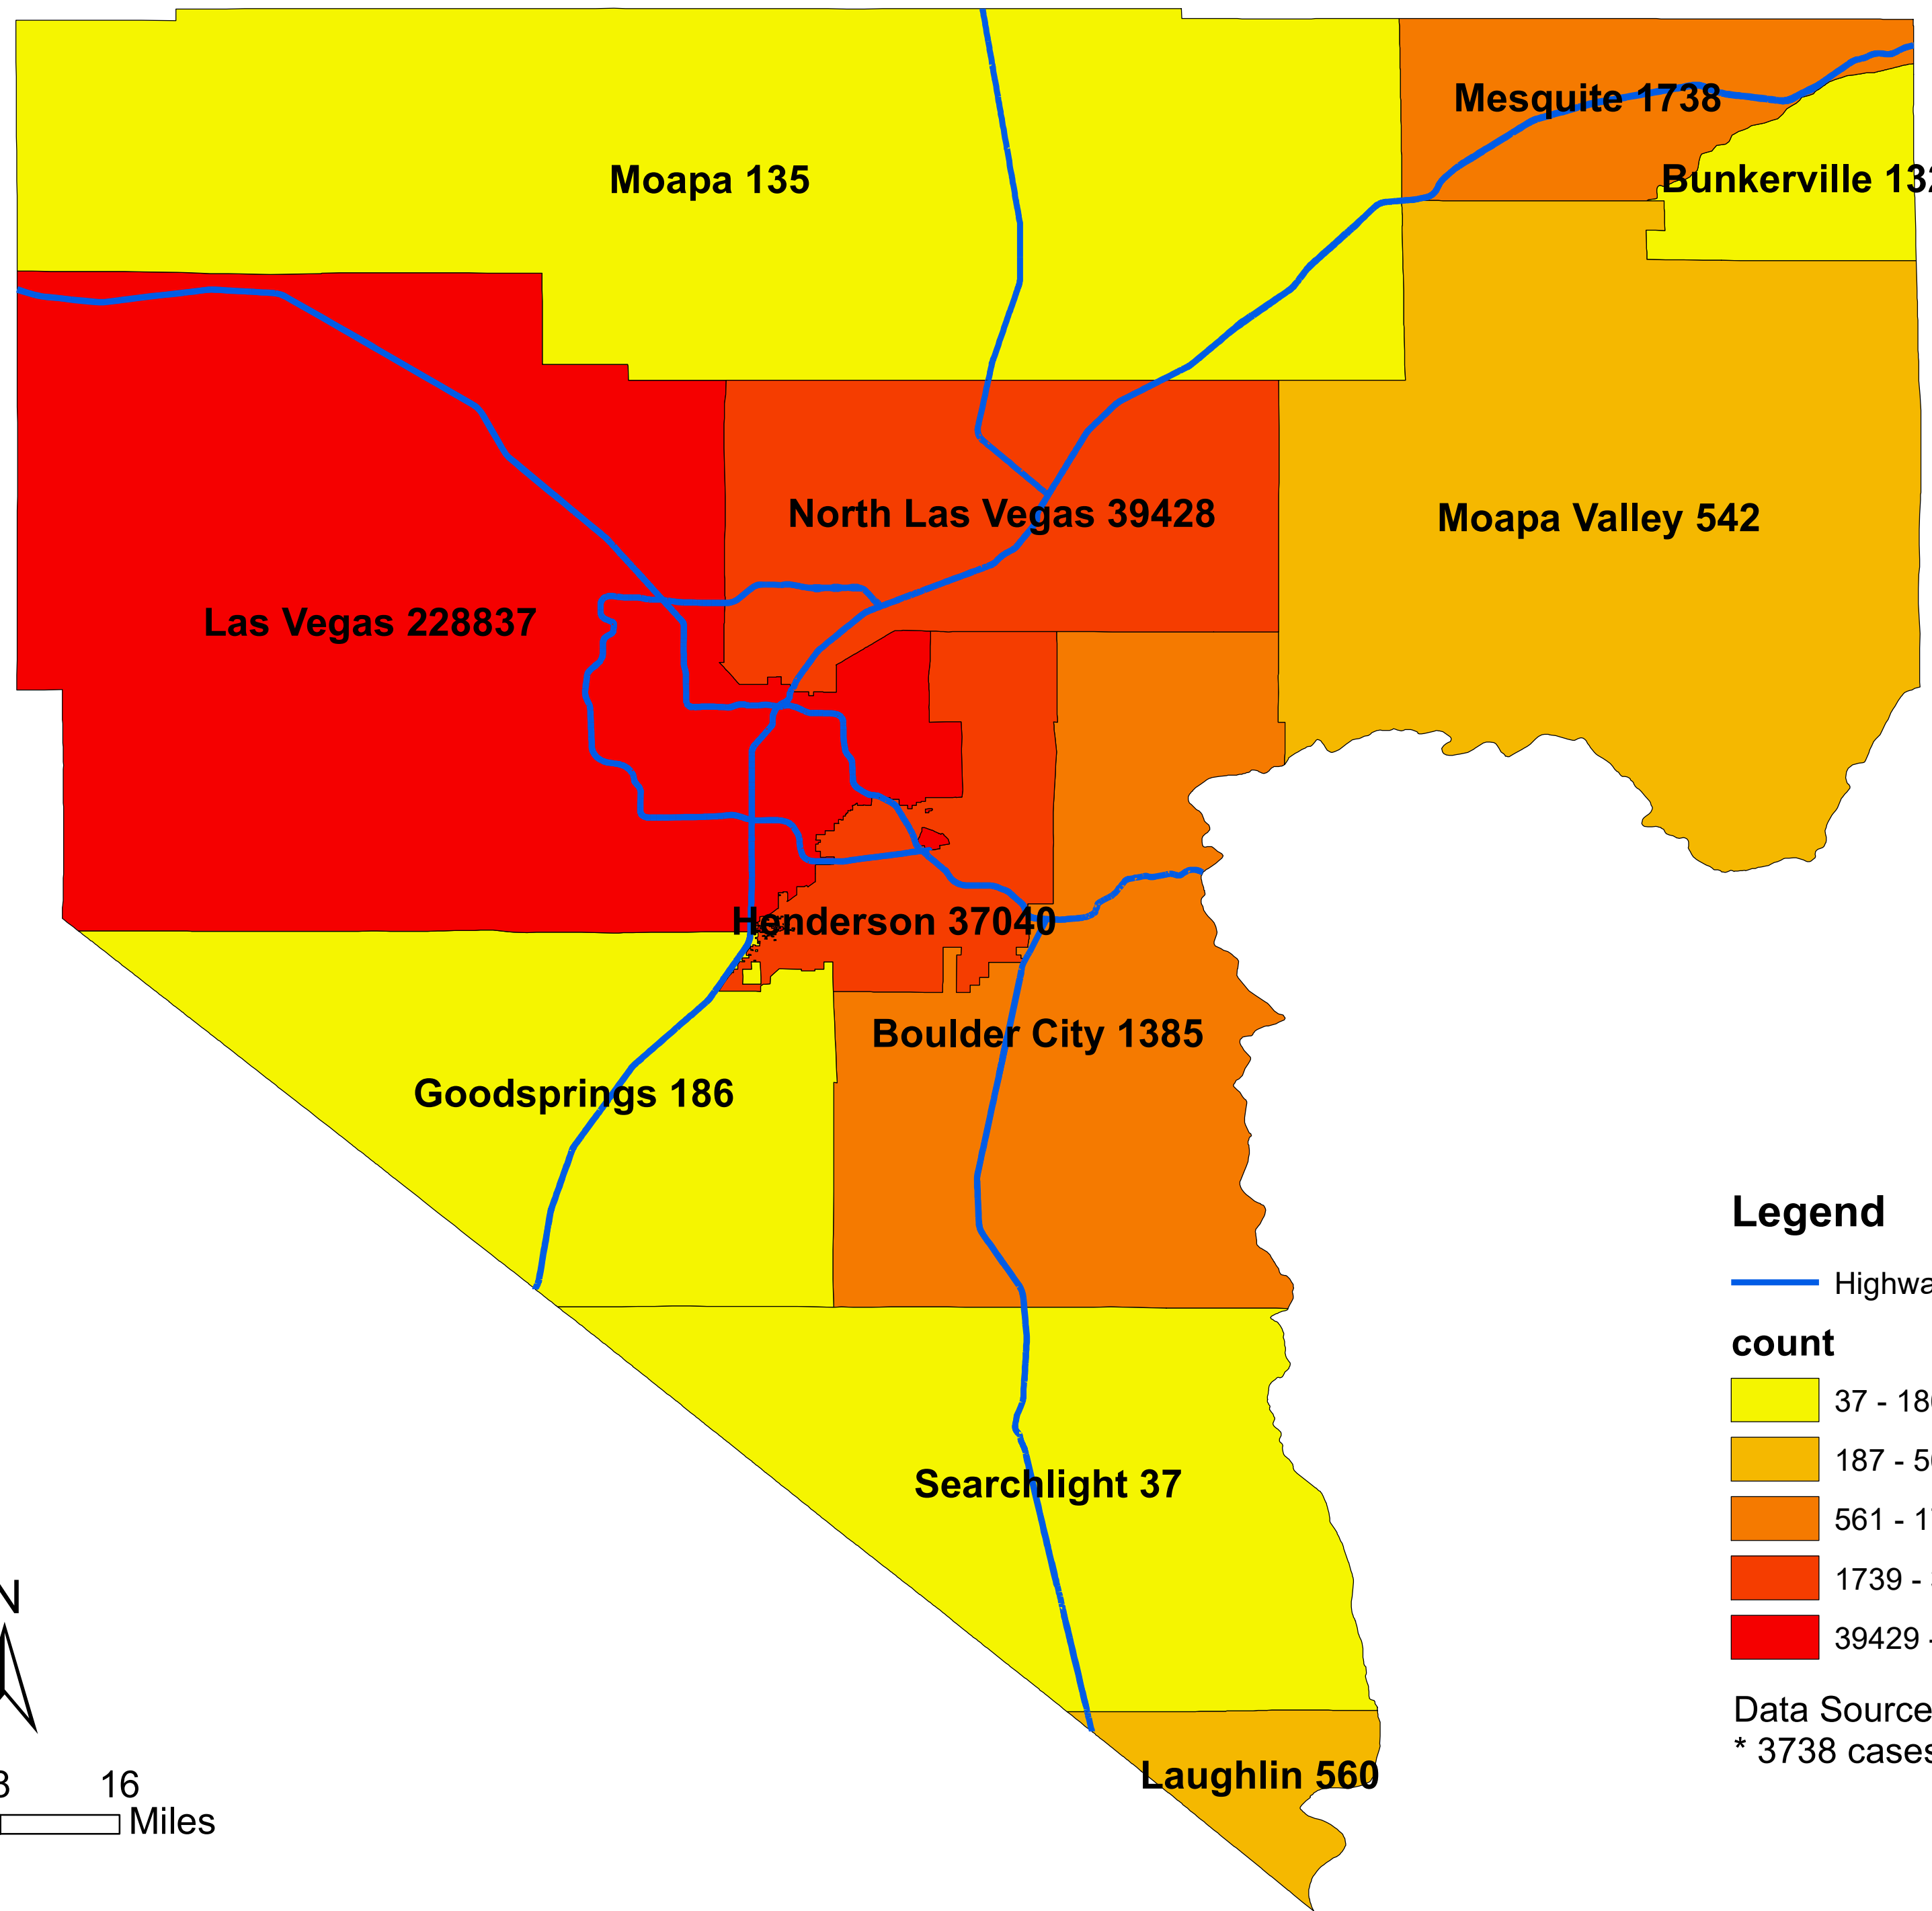 Mesquite 1738
Moapa 135
Bunkerville
North Las Vegas 39428
Moapa Valley 542
Las Vegas 228837
Henderson 37040
Boulder City 1385
Goodsprings 186
Searchlight 37
Laughlin 560
Legend
count
37 -
187 -
561 -
1739 -
39429 -
Data Source
* 3738 cases
N
16
Miles